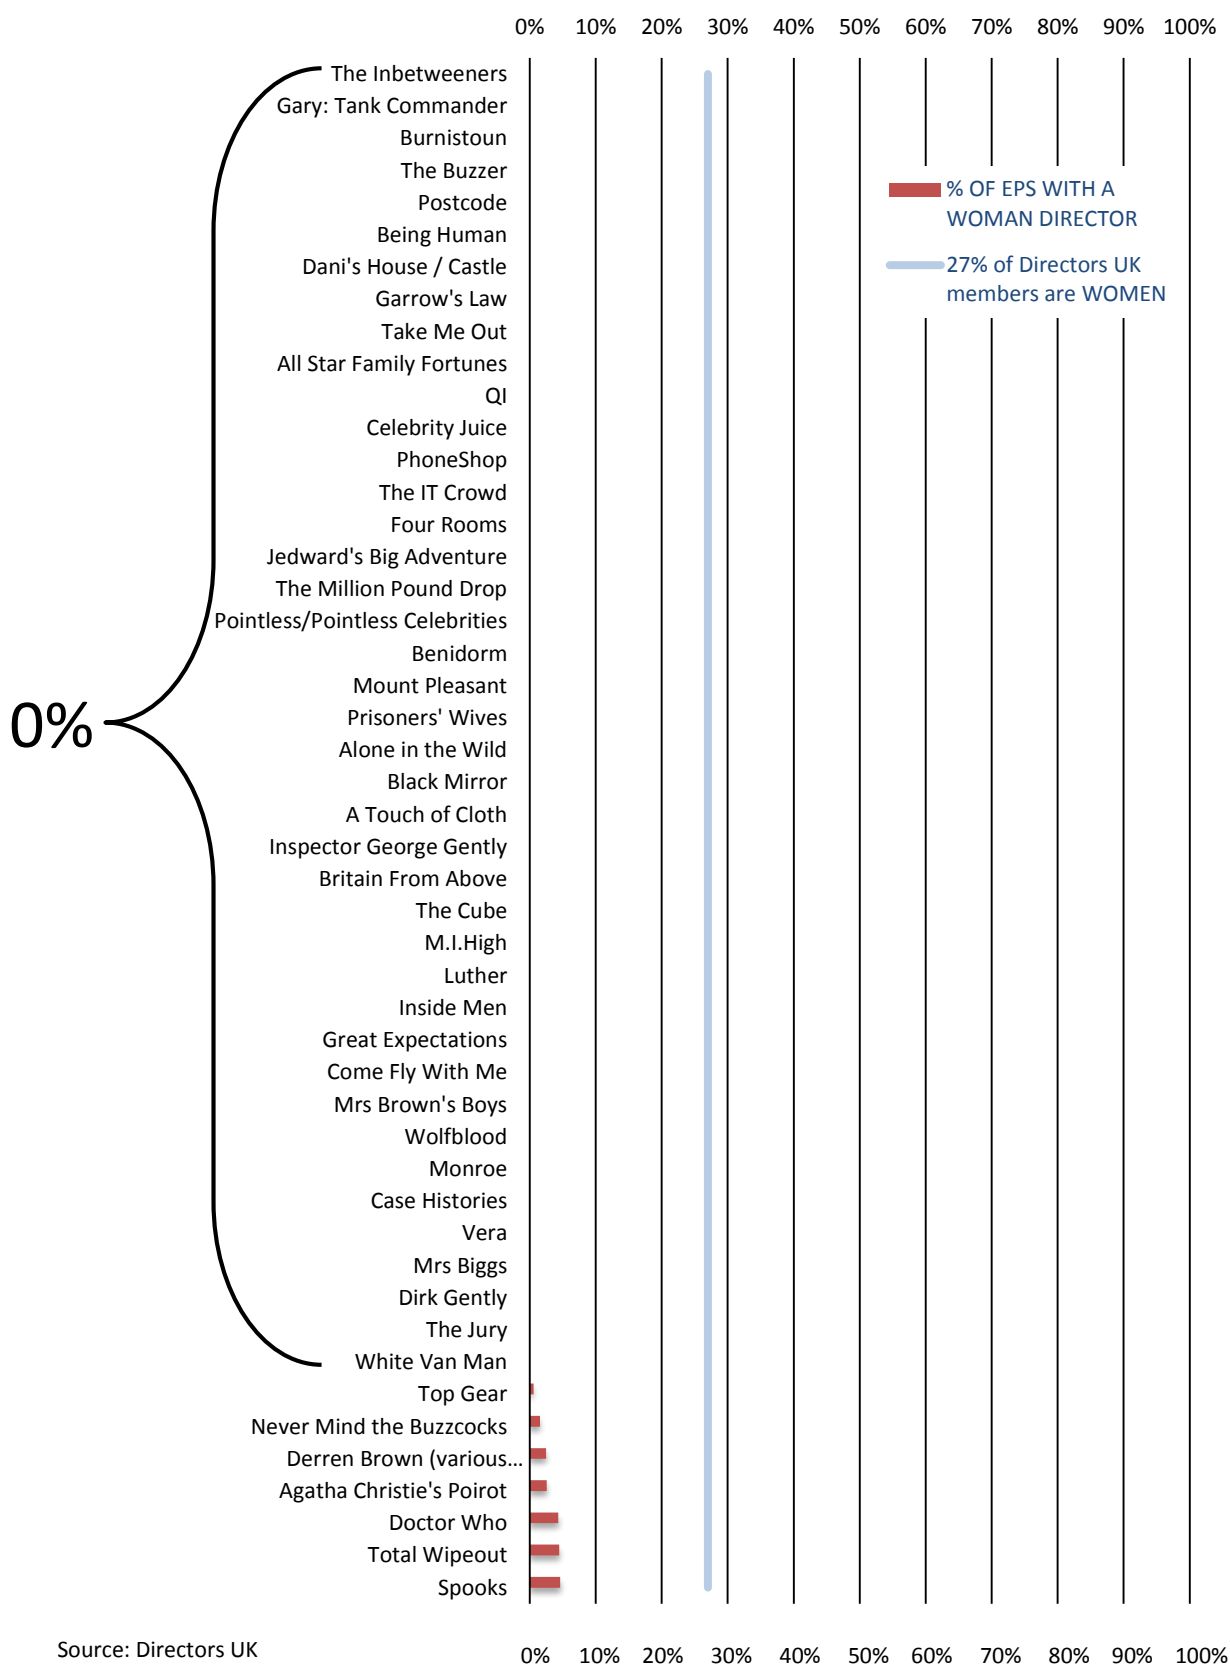 0% 10% 20% 30% 40% 50% 60% 70% 80% 90% 100%
The Inbetweeners
Gary: Tank Commander
Burnistoun
The Buzzer
Postcode
Being Human
Dani's House / Castle
Garrow's Law
Take Me Out
All Star Family Fortunes
QI
Celebrity Juice
PhoneShop
The IT Crowd
Four Rooms
Jedward's Big Adventure
The Million Pound Drop
Pointless/Pointless Celebrities
Benidorm
Mount Pleasant
Prisoners' Wives
Alone in the Wild
Black Mirror
A Touch of Cloth
Inspector George Gently
Britain From Above
The Cube
M.I.High
Luther
Inside Men
Great Expectations
Come Fly With Me
Mrs Brown's Boys
Wolfblood
Monroe
Case Histories
Vera
Mrs Biggs
Dirk Gently
The Jury
White Van Man
Top Gear
Never Mind the Buzzcocks
Derren Brown (various...
Agatha Christie's Poirot
Doctor Who
Total Wipeout
Spooks
0%
% OF EPS WITH A
WOMAN DIRECTOR
27% of Directors UK
members are WOMEN
Source: Directors UK
0% 10% 20% 30% 40% 50% 60% 70% 80% 90% 100%